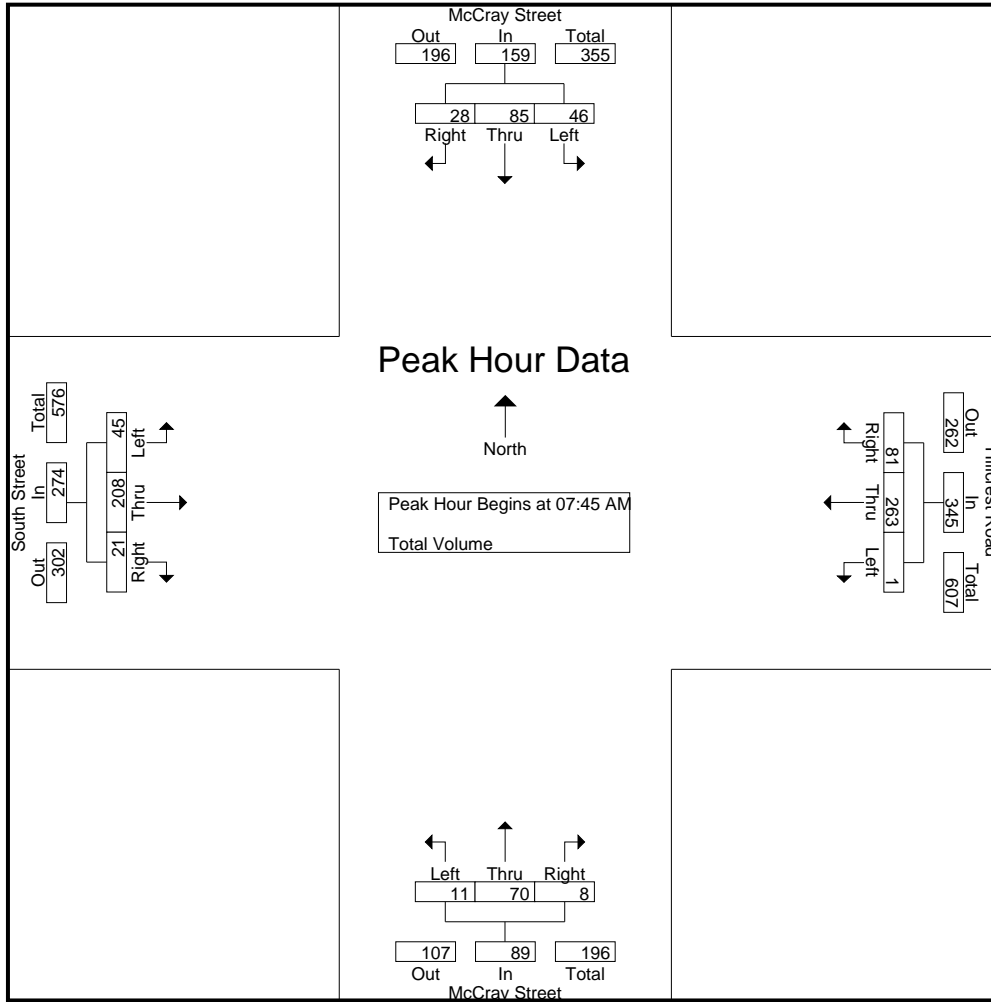 McCray Street
Out In Total
196 159 355
28 85 46
Right Thru Left
Peak Hour Data
North
Peak Hour Begins at 07:45 AM
Total Volume
South Street
Out In Total
302 274 576
21 208 45
Right Thru Left
Hillcrest Road
Out In Total
262 345 607
81 263 1
Right Thru Left
Left Thru Right
11 70 8
107 89 196
Out In Total
McCray Street